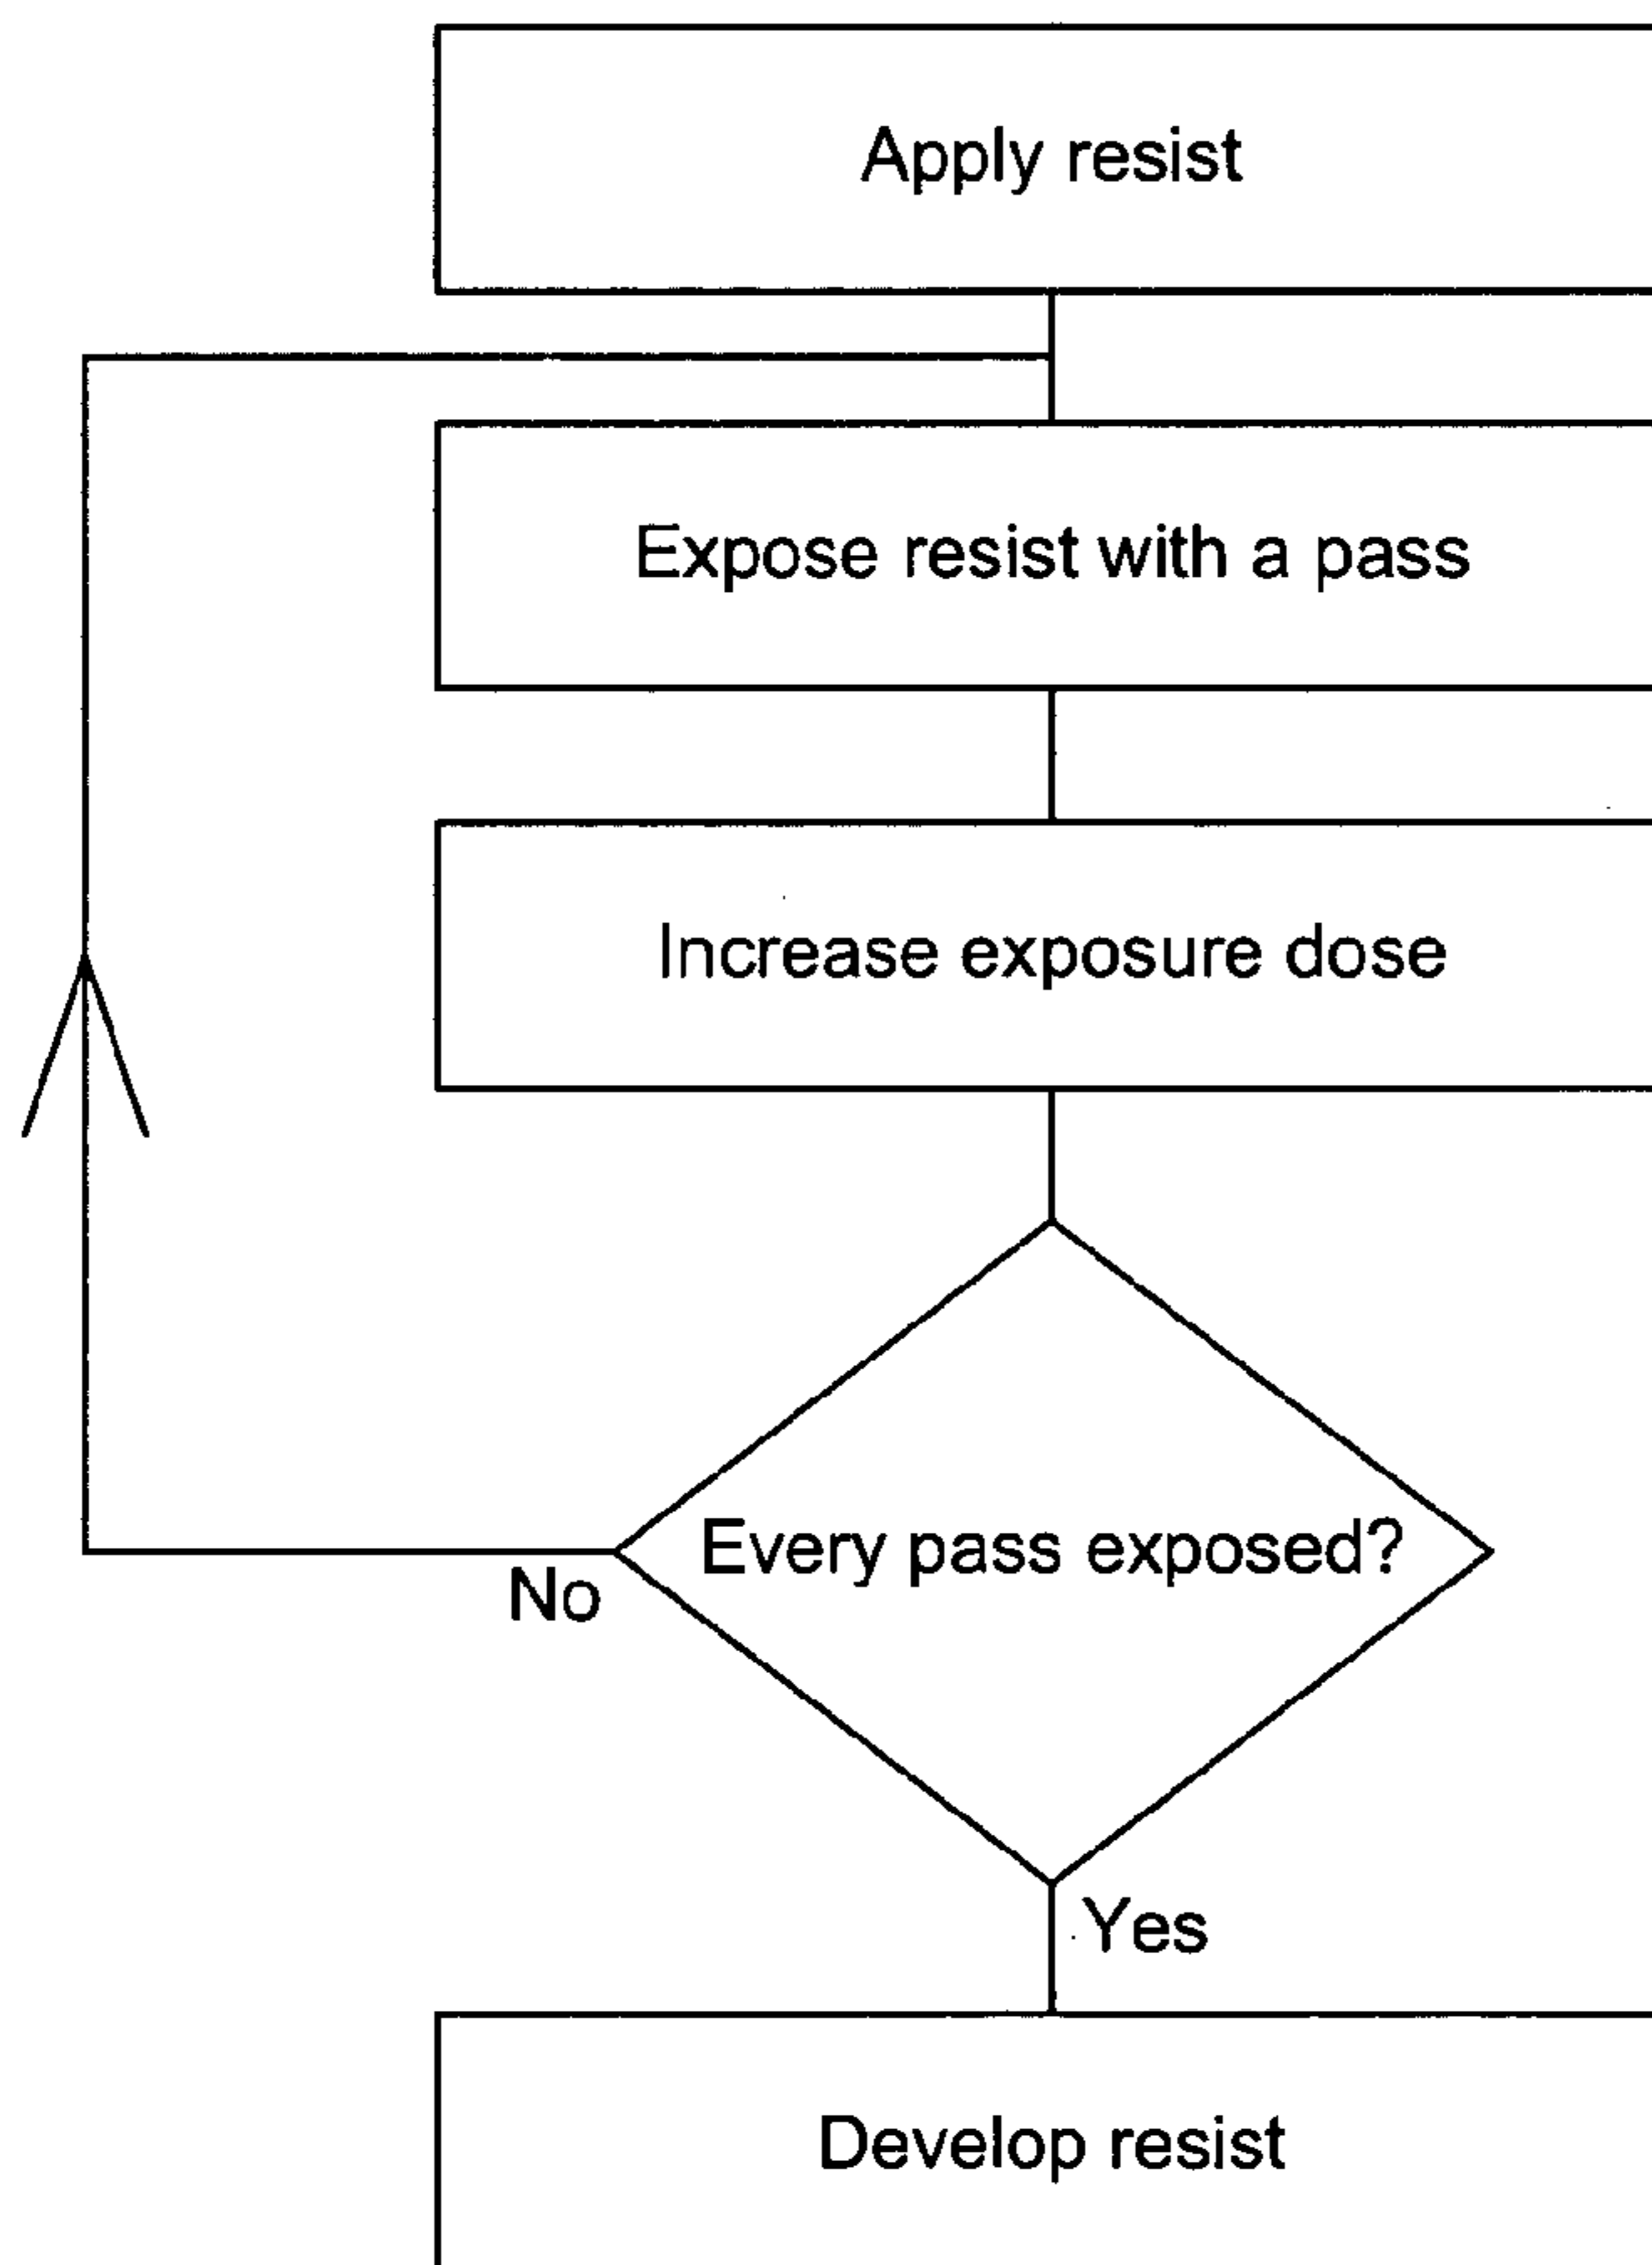 Apply resist
Expose resist with a pass
Increase exposure dose
Every pass exposed?
No
Yes
Develop resist